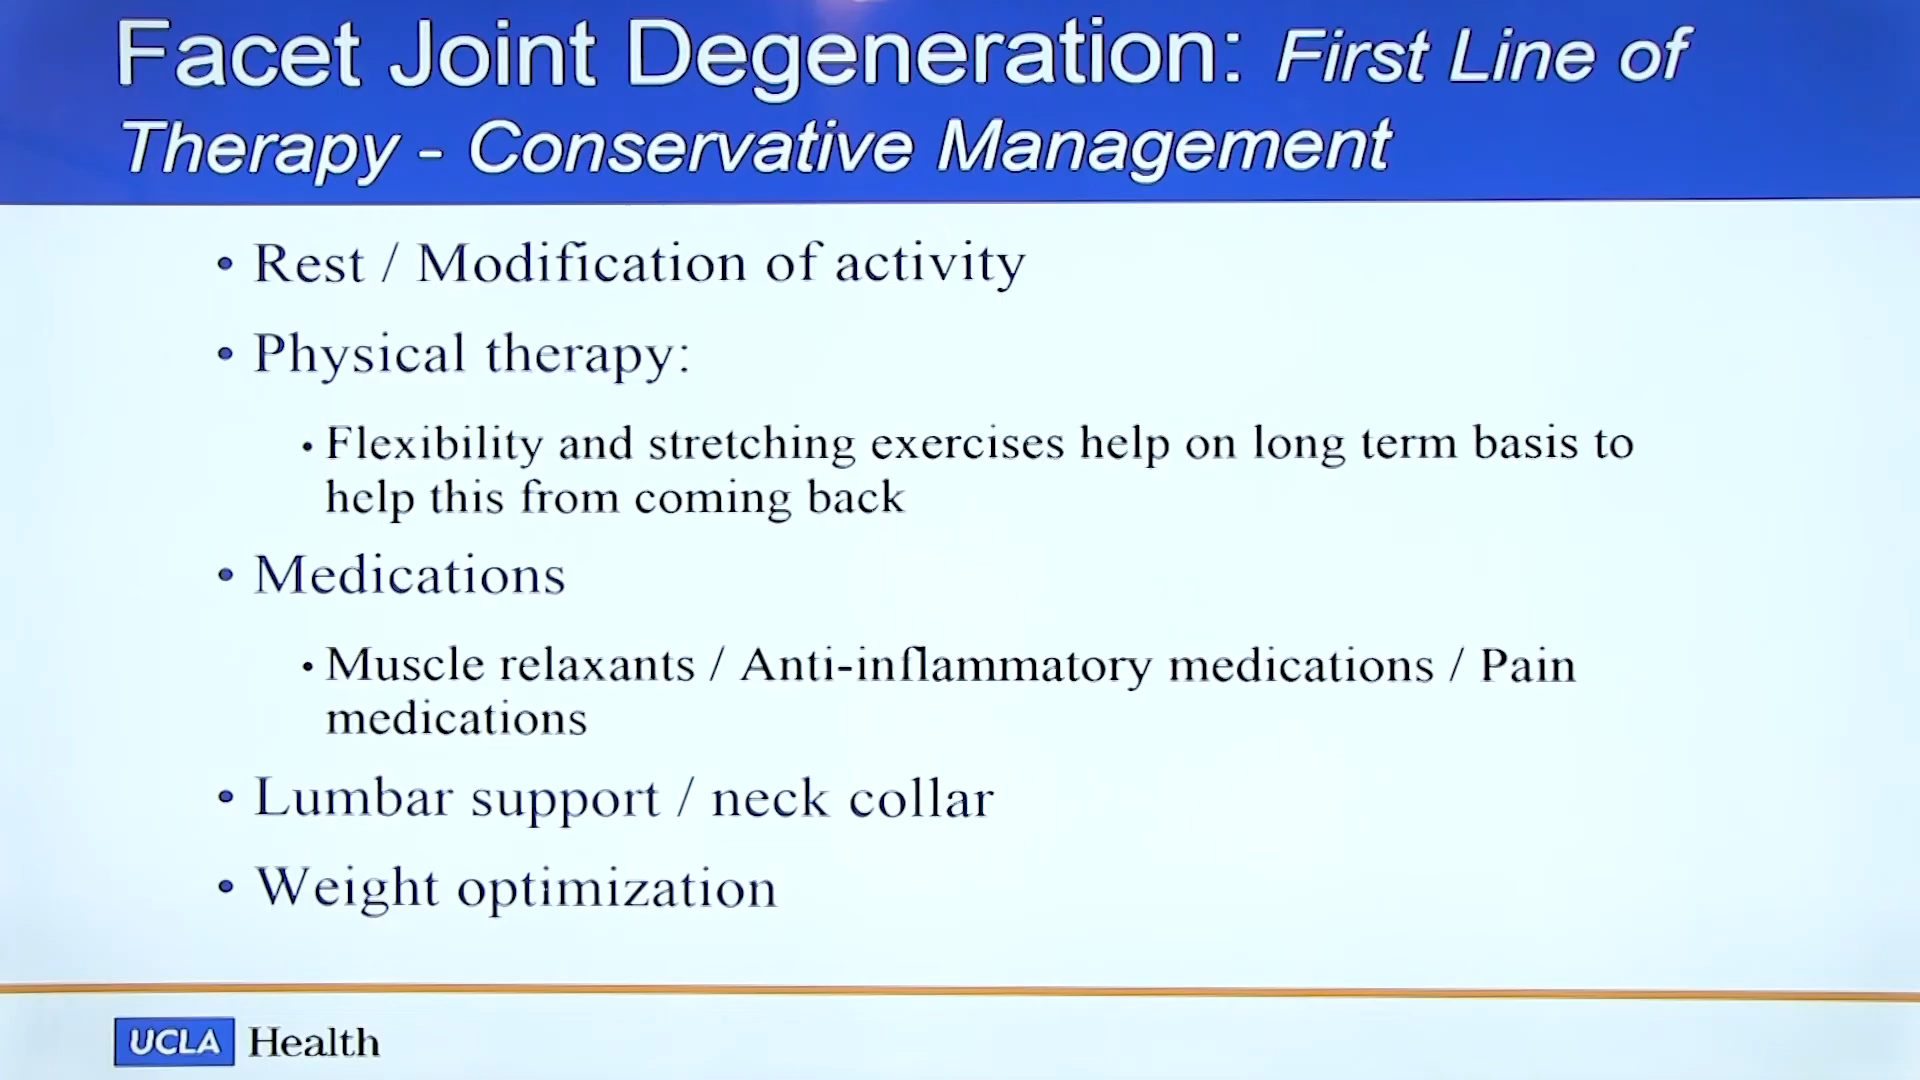 Facet Joint Degeneration: First Line of
Therapy - Conservative Management
• Rest / Modification of activity
• Physical therapy:
• Flexibility and stretching exercises help on long term basis to
help this from coming back
• Medications
• Muscle relaxants / Anti-inflammatory medications / Pain
medications
• Lumbar support / neck collar
• Weight optimization
UCLA Health